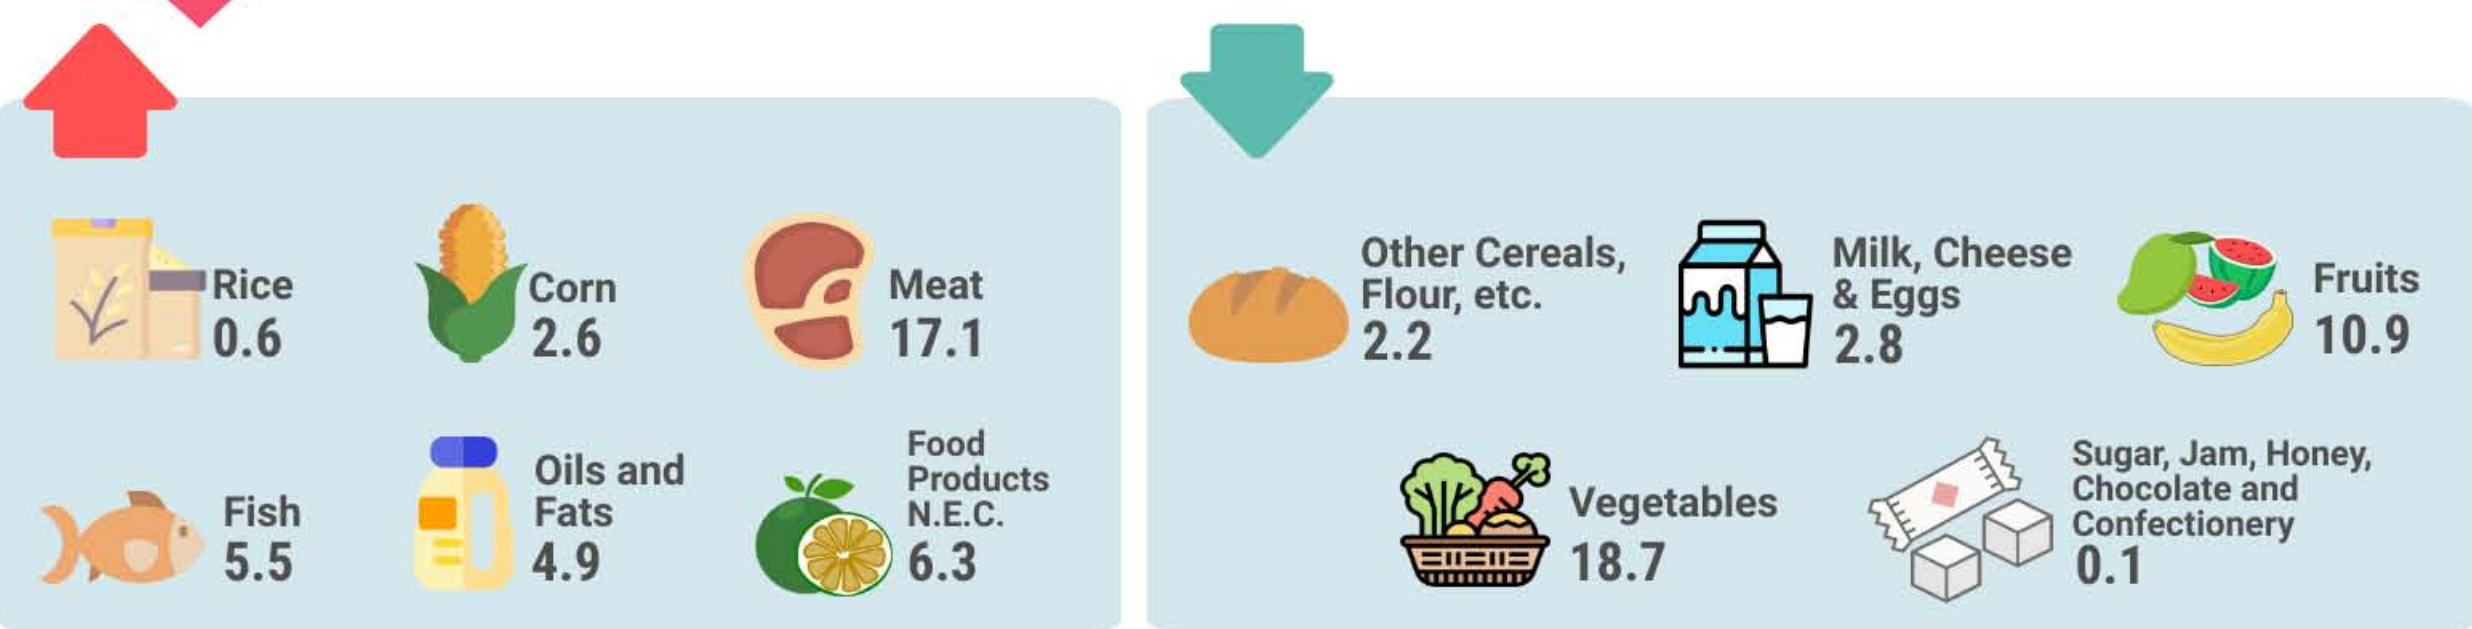 Rice
0.6
Corn
2.6
Meat
17.1
Fish
5.5
Oils and
Fats
4.9
Food
Products
N.E.C.
6.3
Other Cereals,
Flour, etc.
2.2
Milk, Cheese
& Eggs
2.8
Fruits
10.9
Vegetables
18.7
Sugar, Jam, Honey,
Chocolate and
Confectionery
0.1